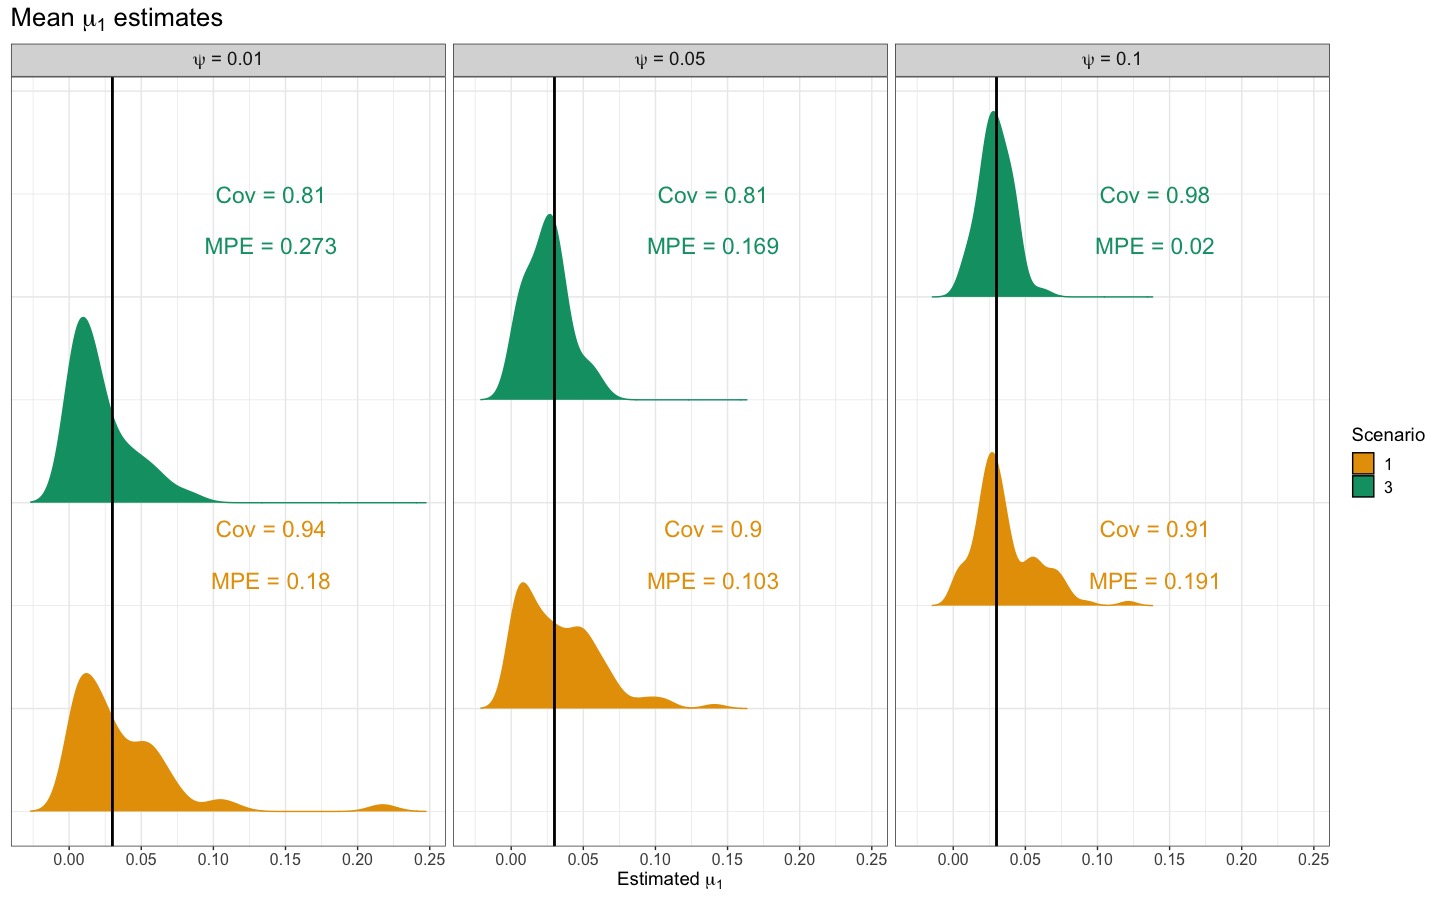 Mean μ1 estimates
ψ = 0.01
ψ = 0.05
ψ = 0.1
Cov = 0.81
MPE = 0.273
Cov = 0.94
MPE = 0.18
Cov = 0.81
MPE = 0.169
Cov = 0.9
MPE = 0.103
Cov = 0.98
MPE = 0.02
Cov = 0.91
MPE = 0.191
0.00 0.05 0.10 0.15 0.20 0.25
0.00 0.05 0.10 0.15 0.20 0.25
0.00 0.05 0.10 0.15 0.20 0.25
Estimated μ1
Scenario
1
3